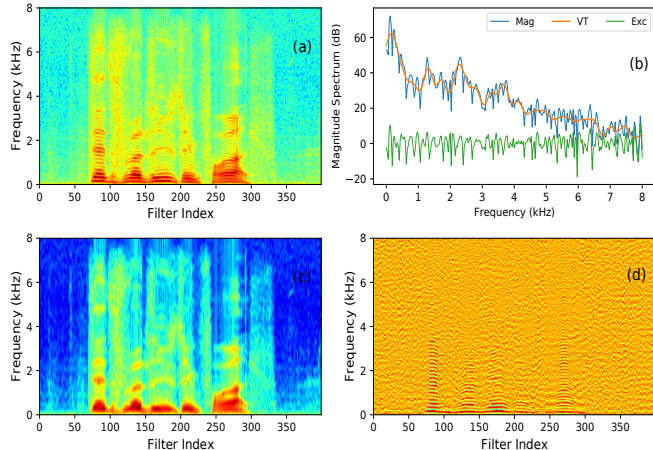 8
6
4
2
0
Frequency (kHz)
(a)
0 50 100 150 200 250 300 350
Filter Index
Mag VT Exc
60
40
20
0
−20
Magnitude Spectrum (dB)
(b)
0 1 2 3 4 5 6 7 8
Frequency (kHz)
8
6
4
2
0
Frequency (kHz)
(c)
0 50 100 150 200 250 300 350
Filter Index
8
6
4
2
0
Frequency (kHz)
(d)
0 50 100 150 200 250 300 350
Filter Index